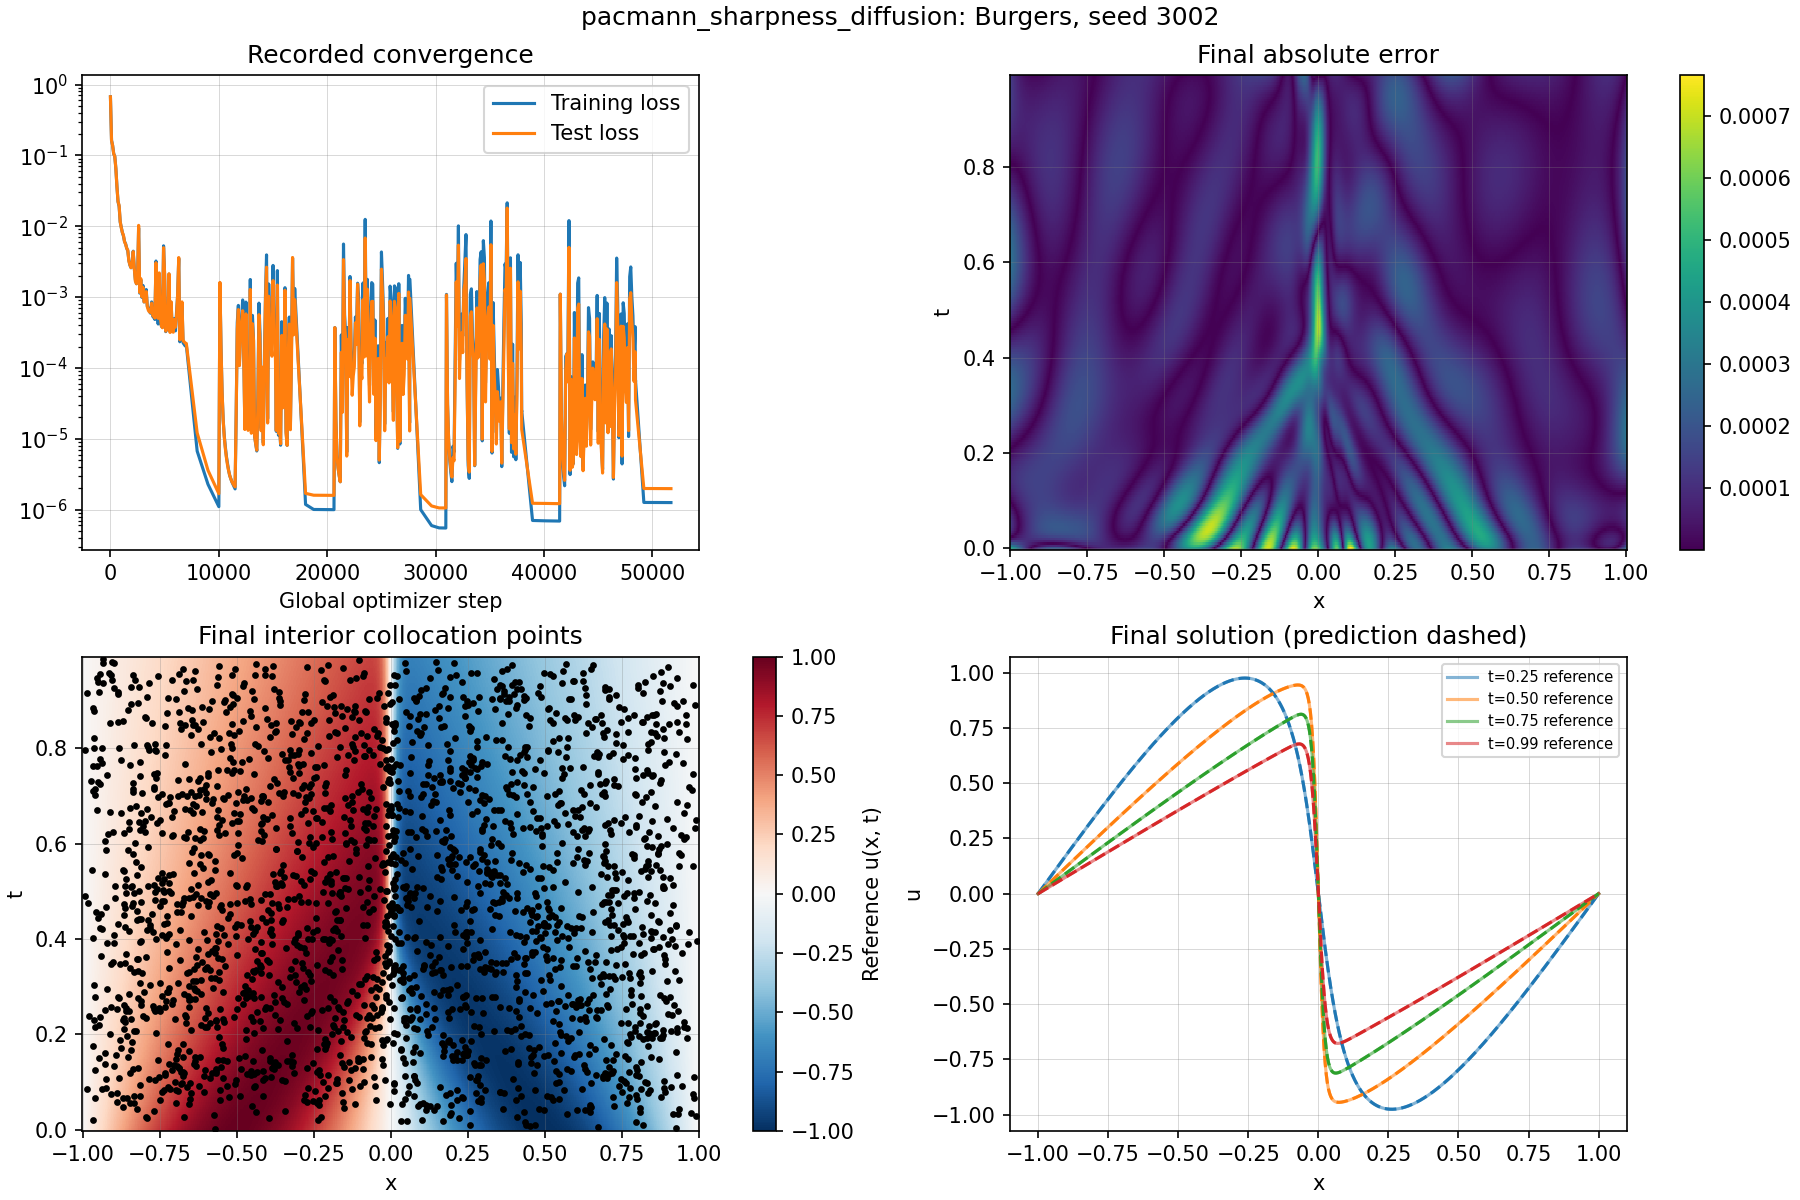 pacmann_sharpness_diffusion: Burgers, seed 3002
Recorded convergence
10⁰
10⁻¹
10⁻²
10⁻³
10⁻⁴
10⁻⁵
10⁻⁶
Training loss
Test loss
0 10000 20000 30000 40000 50000
Global optimizer step
Final absolute error
t
0.8
0.6
0.4
0.2
0.0
−1.00 −0.75 −0.50 −0.25 0.00 0.25 0.50 0.75 1.00
x
0.0007
0.0006
0.0005
0.0004
0.0003
0.0002
0.0001
Final interior collocation points
t
0.8
0.6
0.4
0.2
0.0
−1.00 −0.75 −0.50 −0.25 0.00 0.25 0.50 0.75 1.00
x
1.00
0.75
0.50
0.25
0.00
−0.25
−0.50
−0.75
−1.00
Reference u(x, t)
Final solution (prediction dashed)
u
1.00
0.75
0.50
0.25
0.00
−0.25
−0.50
−0.75
−1.00
t=0.25 reference
t=0.50 reference
t=0.75 reference
t=0.99 reference
−1.00 −0.75 −0.50 −0.25 0.00 0.25 0.50 0.75 1.00
x